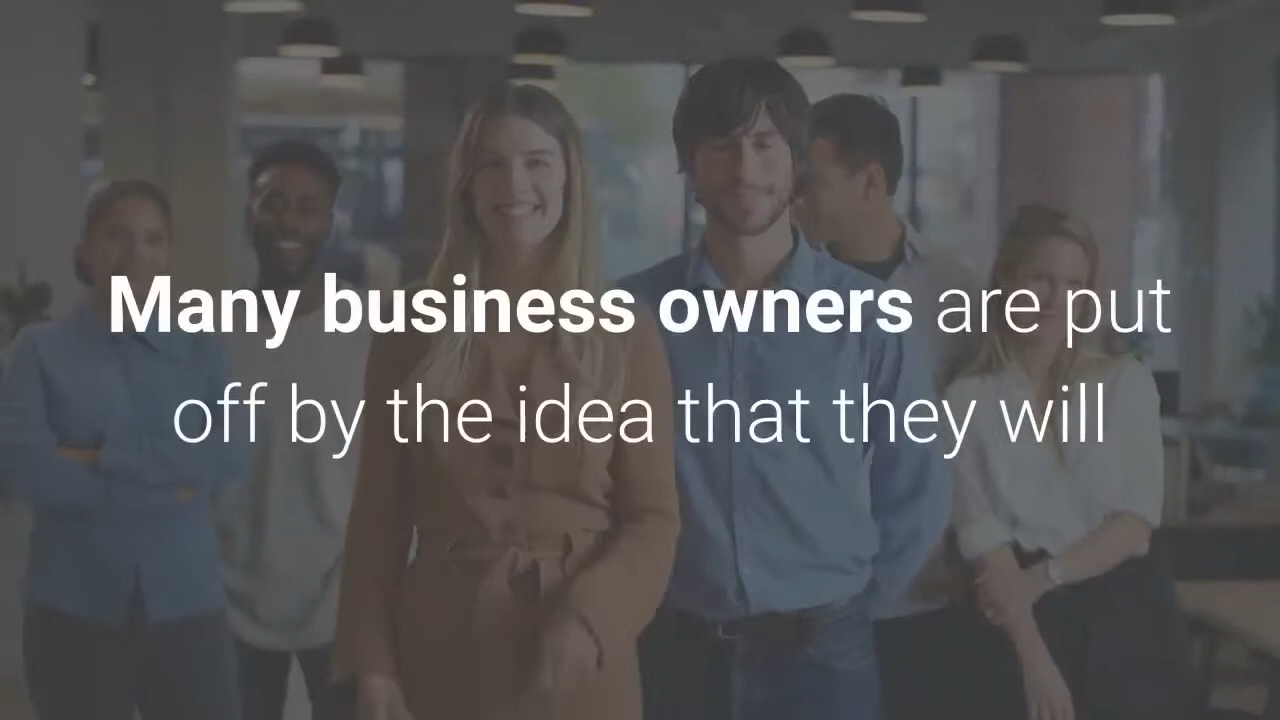 Many business owners are put
off by the idea that they will